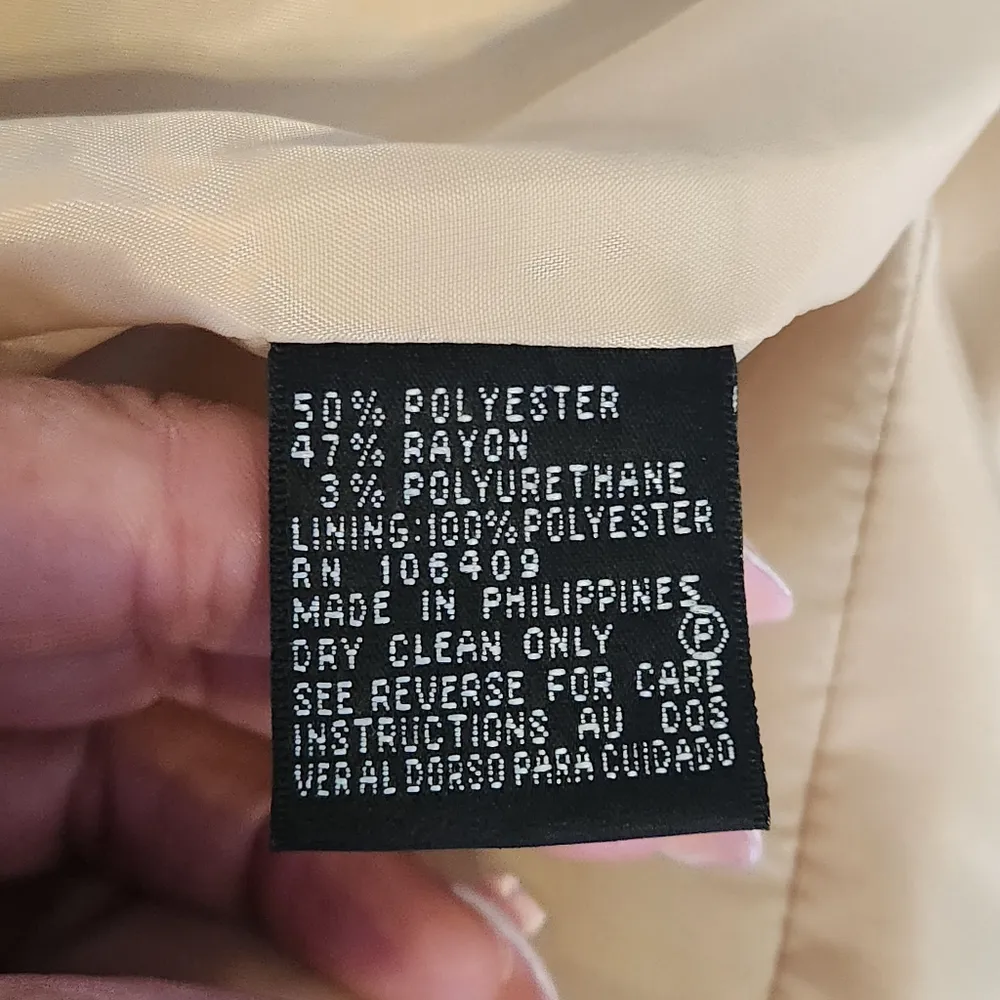 50% POLYESTER
47% RAYON
3% POLYURETHANE
LINING:100%POLYESTER
RN 106409
MADE IN PHILIPPINES
DRY CLEAN ONLY P
SEE REVERSE FOR CARE
INSTRUCTIONS AU DOS
VER AL DORSO PARA CUIDADO